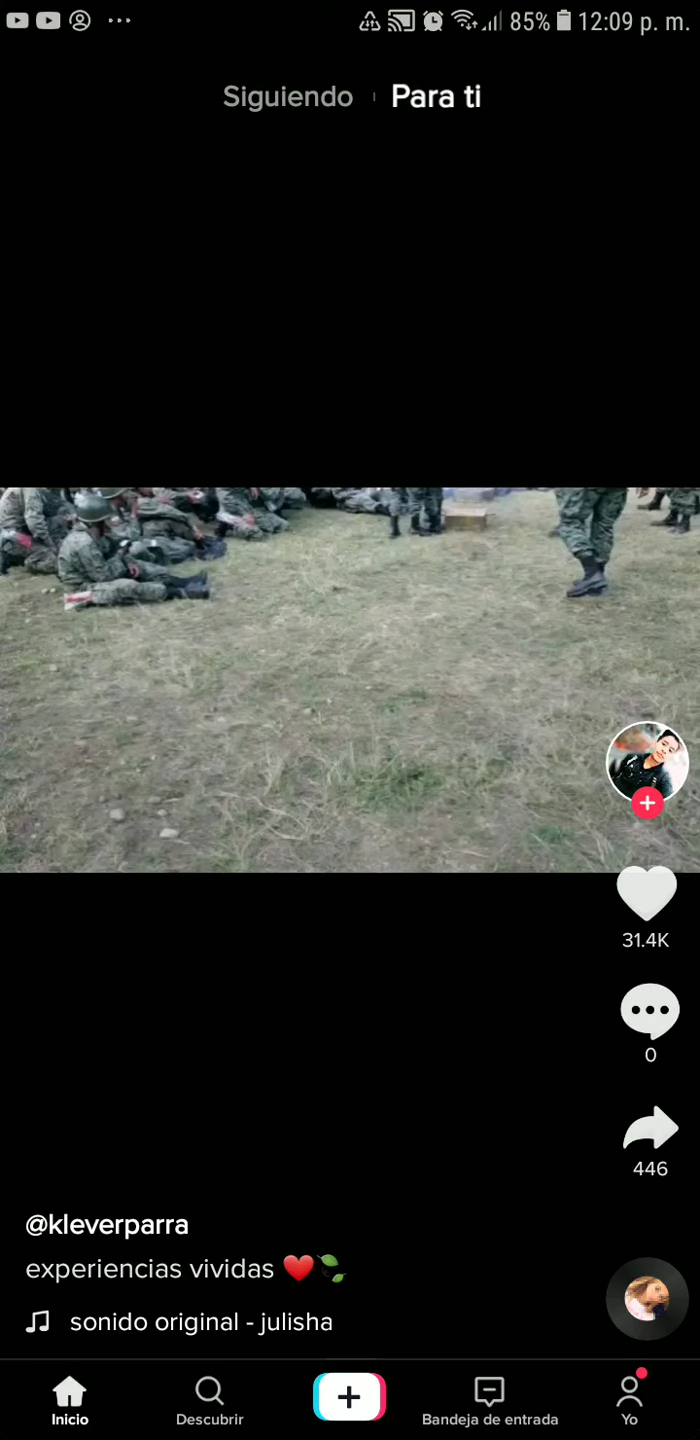 85% 12:09 p. m.
Siguiendo Para ti
31.4K
0
446
@kleverparra
experiencias vividas ❤️🍃
sonido original - julisha
Inicio Descubrir Bandeja de entrada Yo